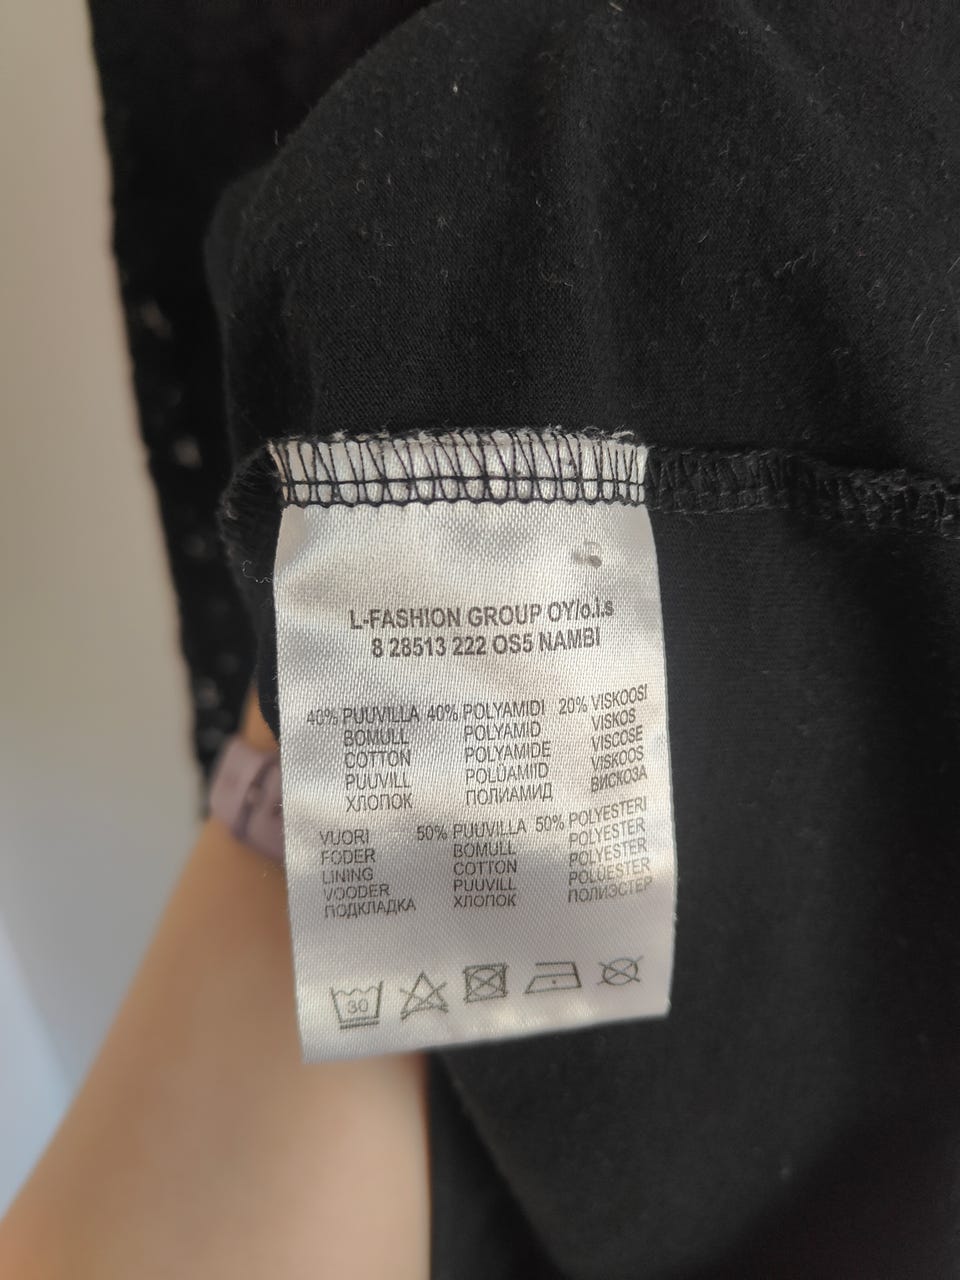 L-FASHION GROUP OY/o.i.s
8 28513 222 OS5 NAMBI
40% PUUVILLA 40% POLYAMIDI 20% VISKOOSI
BOMULL POLYAMID VISKOS
COTTON POLYAMIDE VISCOSE
PUUVILL POLÜAMIID VISKOOS
ХЛОПОК ПОЛИАМИД ВИСКОЗА
VUORI 50% PUUVILLA 50% POLYESTERI
FODER BOMULL POLYESTER
LINING COTTON POLYESTER
VOODER PUUVILL POLÜESTER
ПОДКЛАДКА ХЛОПОК ПОЛИЭСТЕР
30